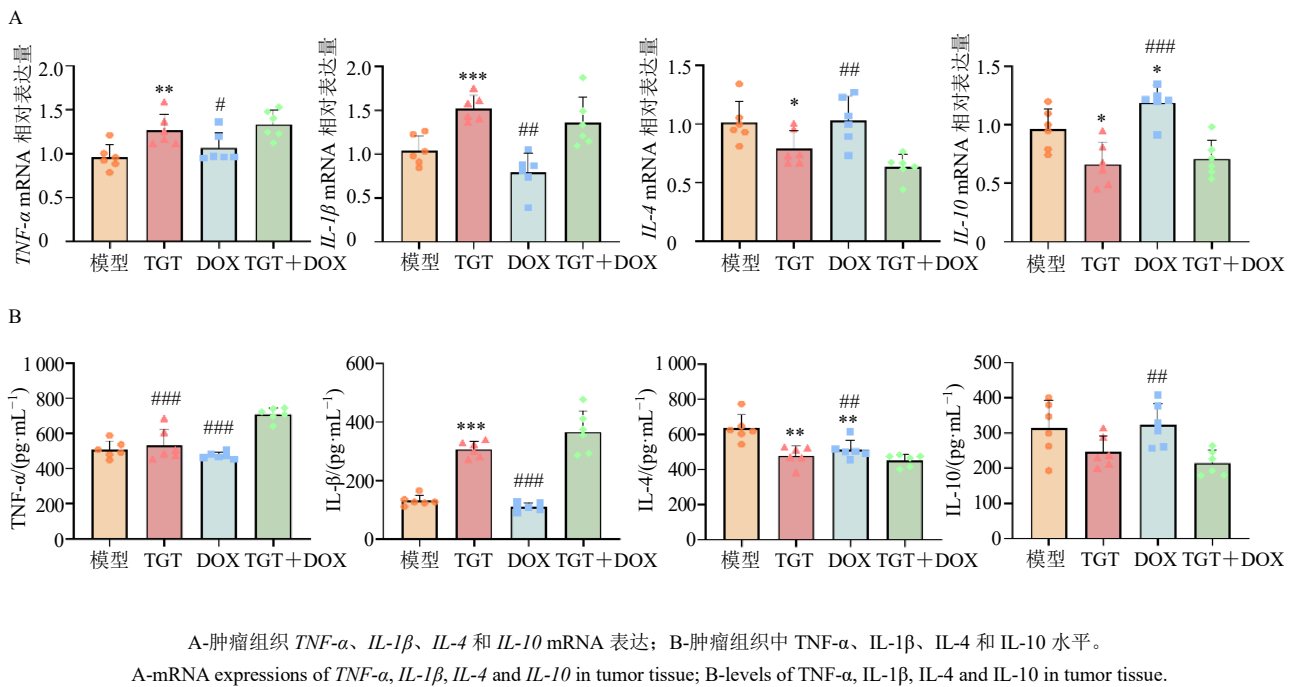 A
TNF-α mRNA 相对表达量
2.0
1.5
1.0
0.5
0
**
#
模型 TGT DOX TGT+DOX
IL-1β mRNA 相对表达量
2.0
1.5
1.0
0.5
0
***
##
模型 TGT DOX TGT+DOX
IL-4 mRNA 相对表达量
1.5
1.0
0.5
0
*
##
模型 TGT DOX TGT+DOX
IL-10 mRNA 相对表达量
1.5
1.0
0.5
0
*
###
*
模型 TGT DOX TGT+DOX
B
TNF-α/(pg·mL−1)
1 000
800
600
400
200
0
###
###
模型 TGT DOX TGT+DOX
IL-β/(pg·mL−1)
600
400
200
0
***
###
模型 TGT DOX TGT+DOX
IL-4/(pg·mL−1)
1 000
800
600
400
200
0
**
##
**
模型 TGT DOX TGT+DOX
IL-10/(pg·mL−1)
500
400
300
200
100
0
##
模型 TGT DOX TGT+DOX
A-肿瘤组织 TNF-α、IL-1β、IL-4 和 IL-10 mRNA 表达；B-肿瘤组织中 TNF-α、IL-1β、IL-4 和 IL-10 水平。
A-mRNA expressions of TNF-α, IL-1β, IL-4 and IL-10 in tumor tissue; B-levels of TNF-α, IL-1β, IL-4 and IL-10 in tumor tissue.